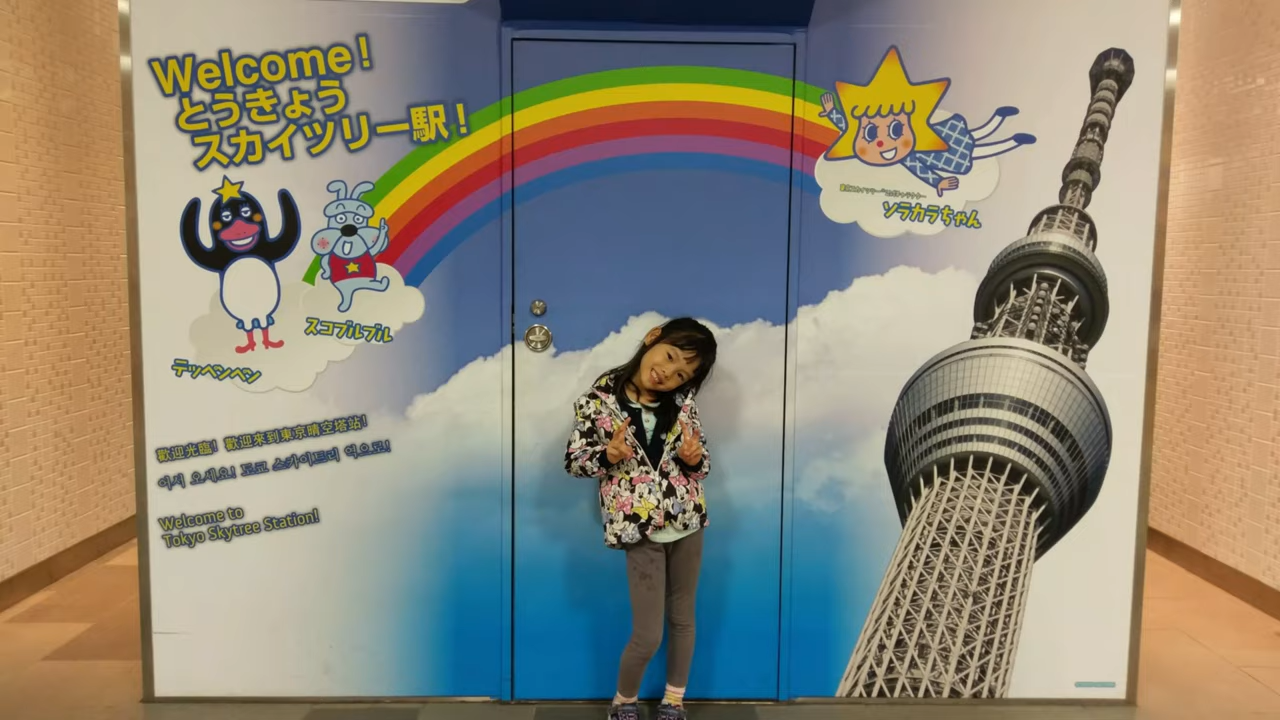 Welcome!
とうきょう
スカイツリー駅!
テッペンペン
スコブルブル
ソラカラちゃん
歡迎光臨! 歡迎來到東京晴空塔站!
어서 오세요! 도쿄 스카이트리 역으로!
Welcome to
Tokyo Skytree Station!